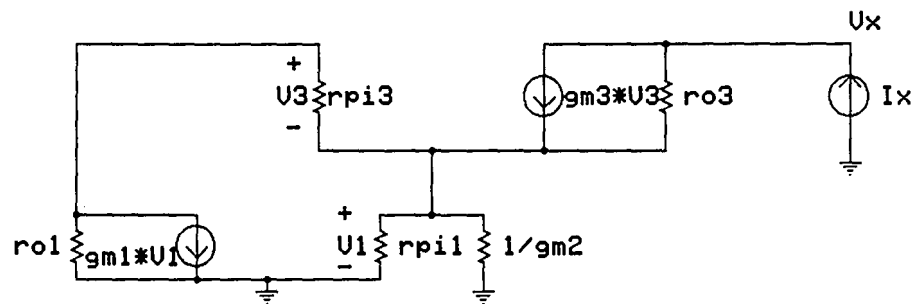 Vx
+
V3 rpi3
-
gm3*V3 ro3
Ix
+
ro1 gm1*V1
V1 rpi1 1/gm2
-